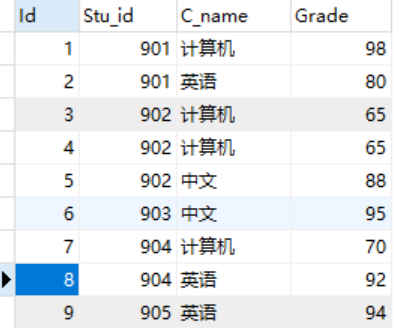 Id Stu_id C_name Grade
1 901 计算机 98
2 901 英语 80
3 902 计算机 65
4 902 计算机 65
5 902 中文 88
6 903 中文 95
7 904 计算机 70
8 904 英语 92
9 905 英语 94